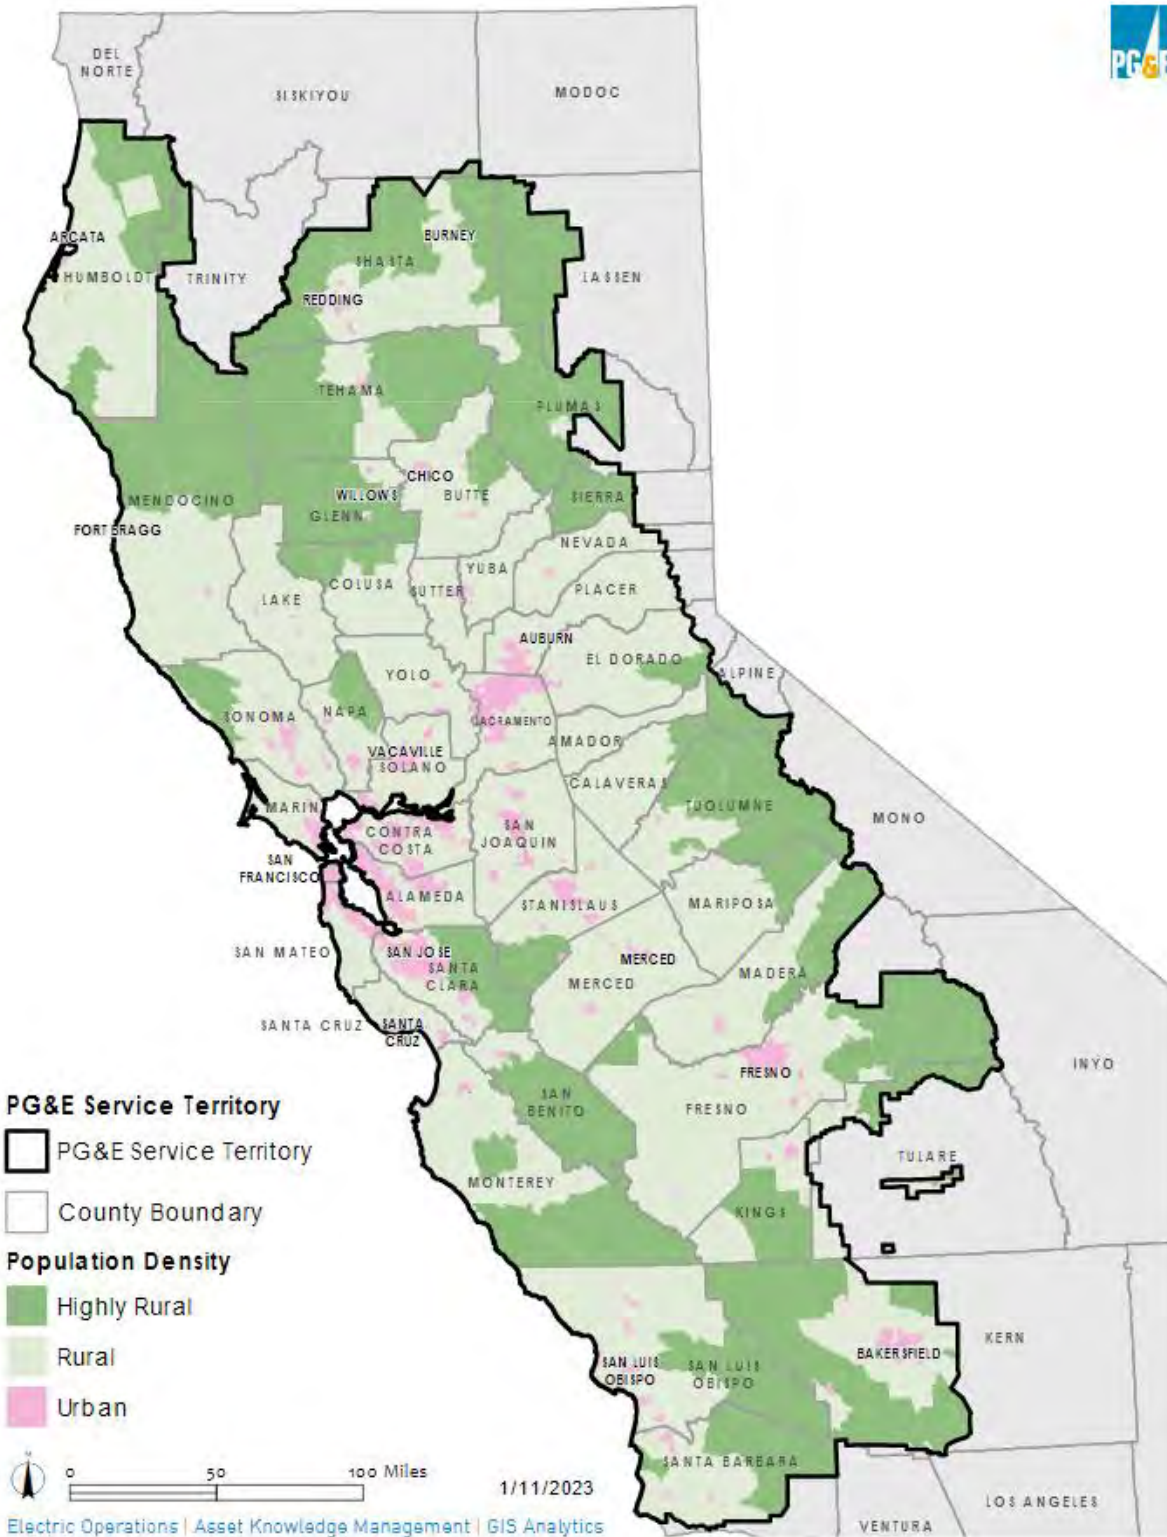 PG&E
DEL
NORTE
SISKIYOU
MODOC
ARCATA
HUMBOLDT
TRINITY
BURNEY
SHASTA
REDDING
LASSEN
TEHAMA
PLUMAS
CHICO
WILLOWS
BUTTE
MENDOCINO
GLENN
SIERRA
FORT BRAGG
NEVADA
YUBA
COLUSA
SUTTER
PLACER
LAKE
AUBURN
EL DORADO
YOLO
ALPINE
SONOMA
NAPA
SACRAMENTO
VACAVILLE
SOLANO
AMADOR
CALAVERAS
MARIN
TUOLUMNE
MONO
CONTRA
COSTA
SAN
JOAQUIN
SAN
FRANCISCO
ALAMEDA
STANISLAUS
MARIPOSA
SAN MATEO
SAN JOSE
SANTA
CLARA
MERCED
MERCED
MADERA
SANTA CRUZ
SANTA
CRUZ
FRESNO
INYO
SAN
BENITO
FRESNO
TULARE
MONTEREY
KINGS
KERN
BAKERSFIELD
SAN LUIS
OBISPO
SAN LUIS
OBISPO
SANTA BARBARA
VENTURA
LOS ANGELES
PG&E Service Territory
PG&E Service Territory
County Boundary
Population Density
Highly Rural
Rural
Urban
N
0 50 100 Miles
1/11/2023
Electric Operations | Asset Knowledge Management | GIS Analytics